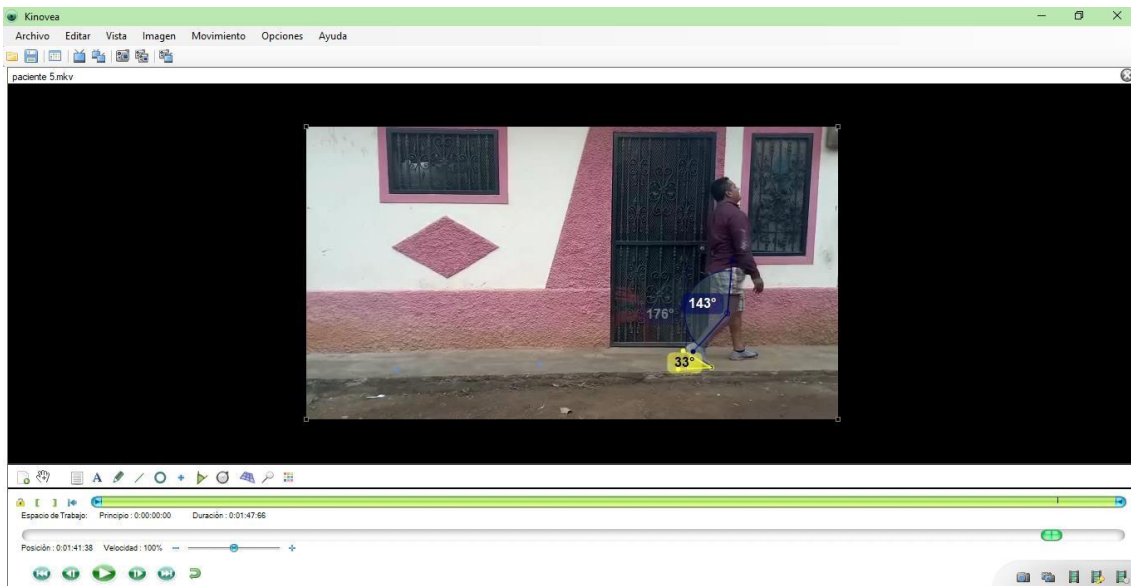 Kinovea
Archivo Editar Vista Imagen Movimiento Opciones Ayuda
paciente 5.mkv
143°
176°
33°
Espacio de Trabajo: Principio : 0:00:00:00 Duración : 0:01:47:66
Posición : 0:01:41:38 Velocidad : 100%